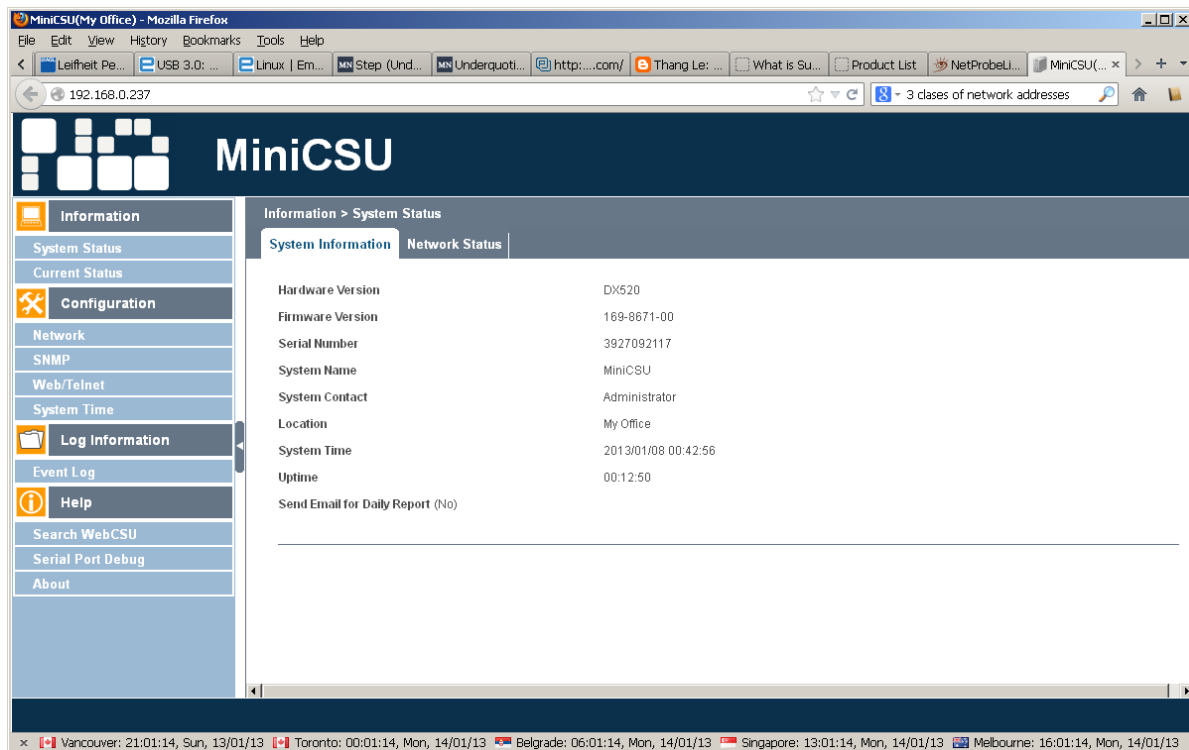 MiniCSU(My Office) - Mozilla Firefox
File Edit View History Bookmarks Tools Help
Leifheit Pe... USB 3.0: ... Linux | Em... Step (Und... Underquoti... http:....com/ Thang Le: ... What is Su... Product List NetProbeLi... MiniCSU(...
192.168.0.237 3 clases of network addresses
MiniCSU
Information
System Status
Current Status
Configuration
Network
SNMP
Web/Telnet
System Time
Log Information
Event Log
Help
Search WebCSU
Serial Port Debug
About
Information > System Status
System Information Network Status
Hardware Version DX520
Firmware Version 169-8671-00
Serial Number 3927092117
System Name MiniCSU
System Contact Administrator
Location My Office
System Time 2013/01/08 00:42:56
Uptime 00:12:50
Send Email for Daily Report (No)
Vancouver: 21:01:14, Sun, 13/01/13 Toronto: 00:01:14, Mon, 14/01/13 Belgrade: 06:01:14, Mon, 14/01/13 Singapore: 13:01:14, Mon, 14/01/13 Melbourne: 16:01:14, Mon, 14/01/13